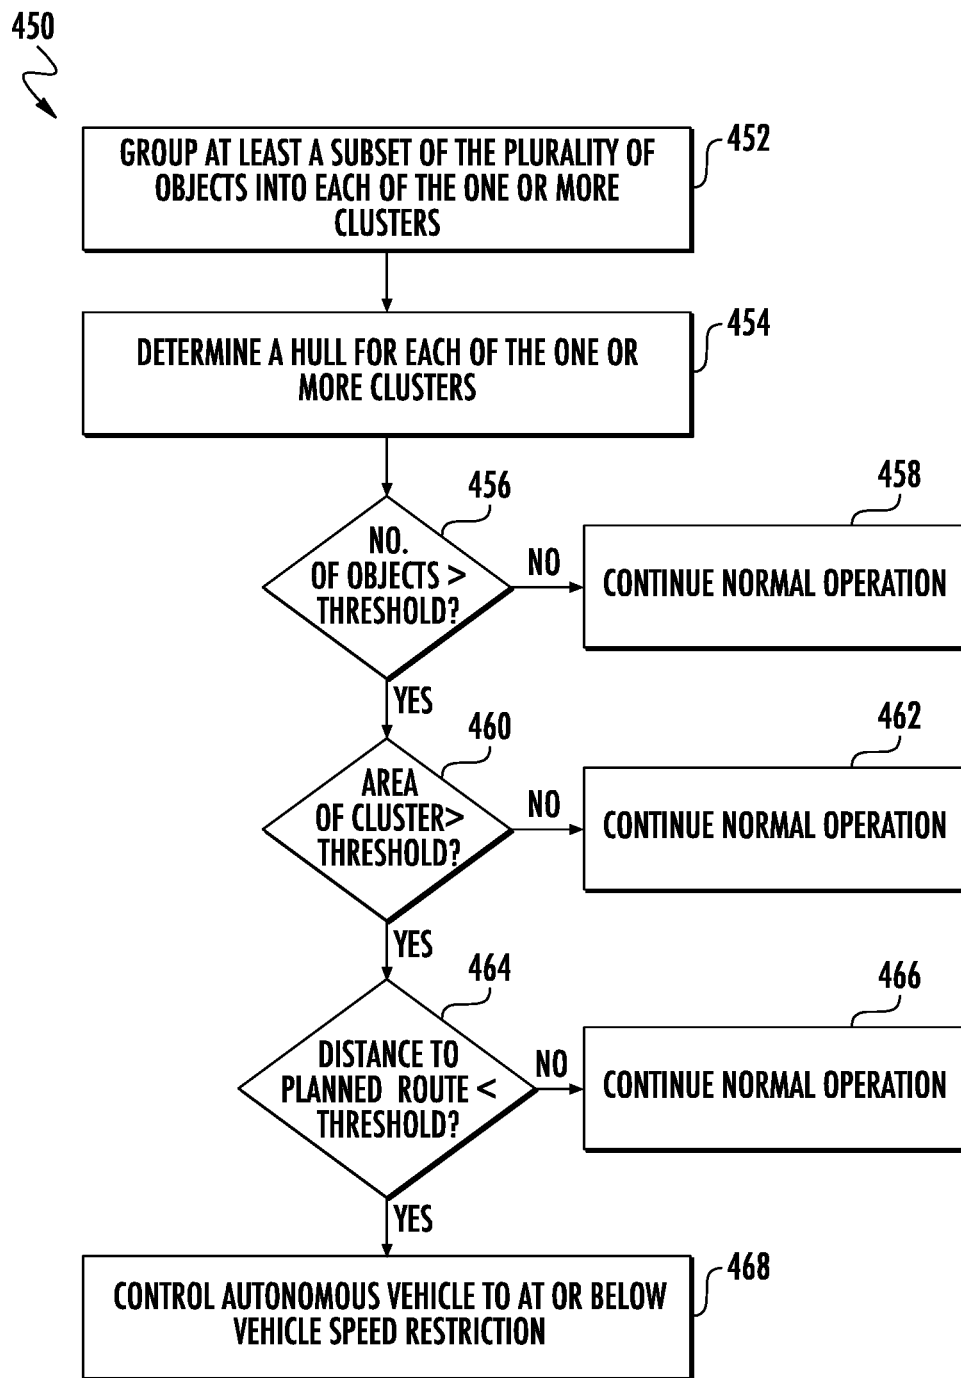 450
GROUP AT LEAST A SUBSET OF THE PLURALITY OF
OBJECTS INTO EACH OF THE ONE OR MORE
CLUSTERS
452
DETERMINE A HULL FOR EACH OF THE ONE OR
MORE CLUSTERS
454
456
NO.
OF OBJECTS >
THRESHOLD?
NO
458
CONTINUE NORMAL OPERATION
YES
460
AREA
OF CLUSTER>
THRESHOLD?
NO
462
CONTINUE NORMAL OPERATION
YES
464
DISTANCE TO
PLANNED ROUTE <
THRESHOLD?
NO
466
CONTINUE NORMAL OPERATION
YES
CONTROL AUTONOMOUS VEHICLE TO AT OR BELOW
VEHICLE SPEED RESTRICTION
468